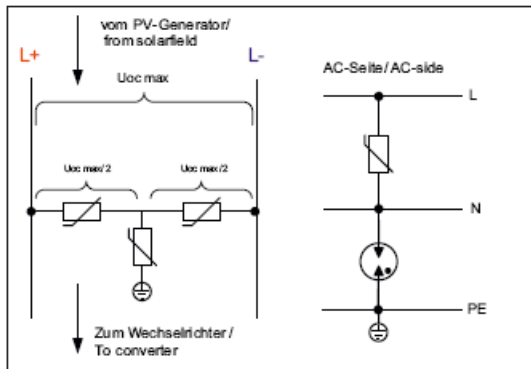 vom PV-Generator/
from solarfield
L+
L-
Uoc max
Uoc max/2
Uoc max/2
Zum Wechselrichter/
To converter
AC-Seite/AC-side
L
N
PE